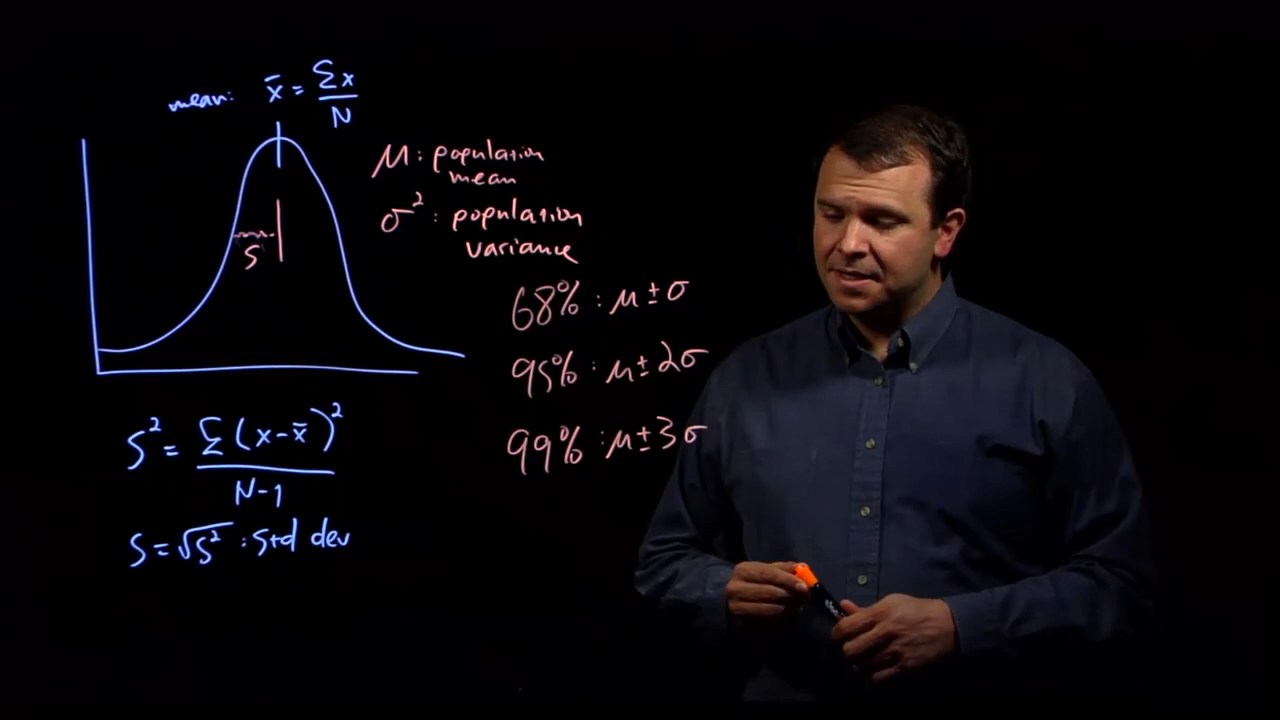 mean: x̄ = Σx / N
μ: population
mean
σ²: population
variance
S
68% : μ ± σ
95% : μ ± 2σ
99% : μ ± 3σ
S² = Σ(x-x̄)² / N-1
S = √S² : Std dev